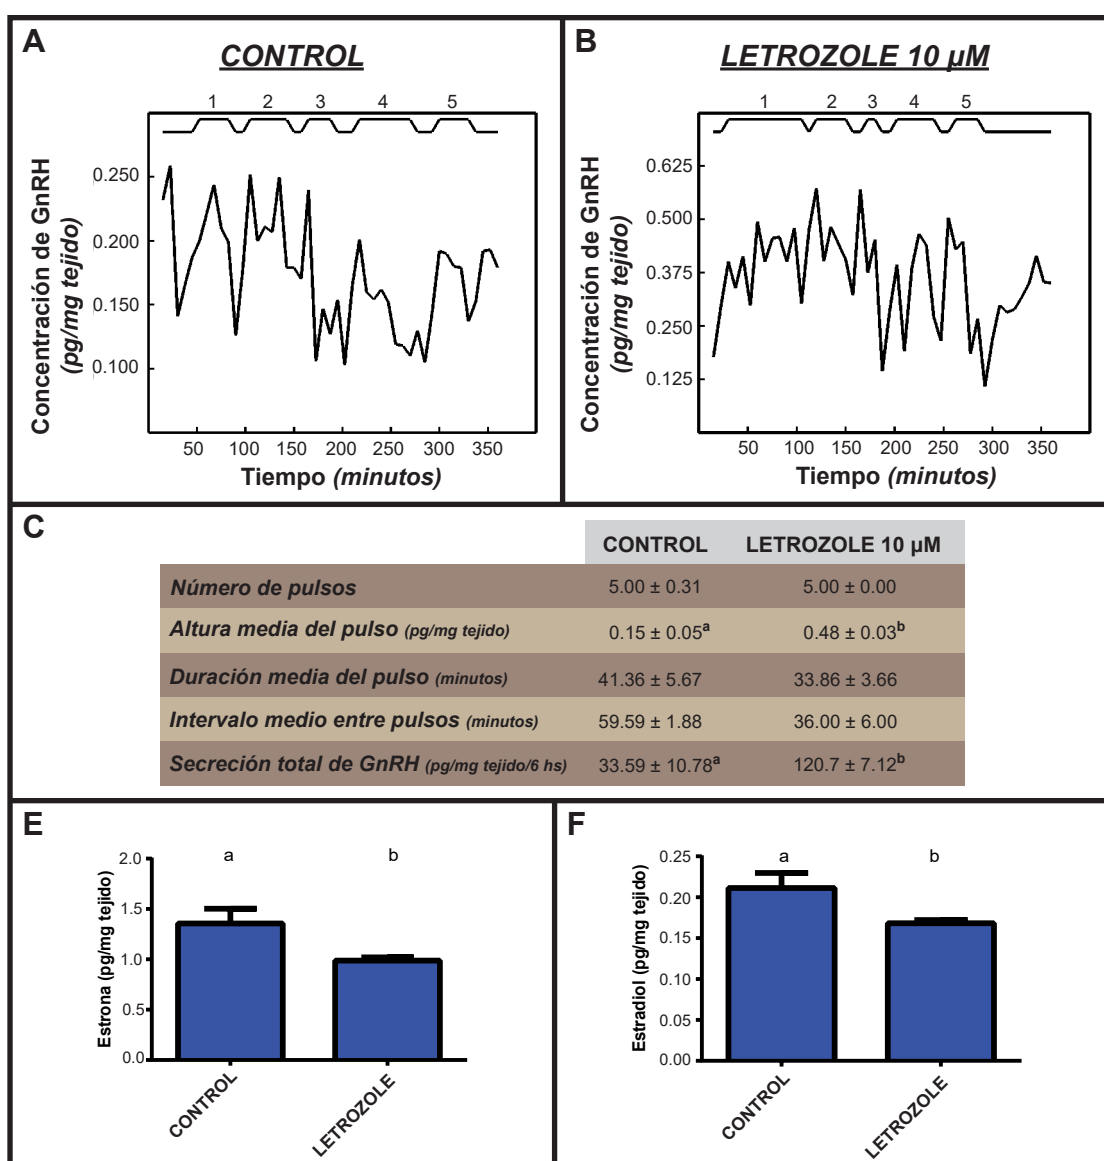 A
CONTROL
1 2 3 4 5
Concentración de GnRH
(pg/mg tejido)
0.250
0.200
0.150
0.100
50 100 150 200 250 300 350
Tiempo (minutos)
B
LETROZOLE 10 µM
1 2 3 4 5
Concentración de GnRH
(pg/mg tejido)
0.625
0.500
0.375
0.250
0.125
50 100 150 200 250 300 350
Tiempo (minutos)
C
CONTROL LETROZOLE 10 µM
Número de pulsos 5.00 ± 0.31 5.00 ± 0.00
Altura media del pulso (pg/mg tejido) 0.15 ± 0.05a 0.48 ± 0.03b
Duración media del pulso (minutos) 41.36 ± 5.67 33.86 ± 3.66
Intervalo medio entre pulsos (minutos) 59.59 ± 1.88 36.00 ± 6.00
Secreción total de GnRH (pg/mg tejido/6 hs) 33.59 ± 10.78a 120.7 ± 7.12b
E
a b
Estrona (pg/mg tejido)
2.0
1.5
1.0
0.5
0.0
CONTROL
LETROZOLE
F
a b
Estradiol (pg/mg tejido)
0.25
0.20
0.15
0.10
0.05
0.00
CONTROL
LETROZOLE